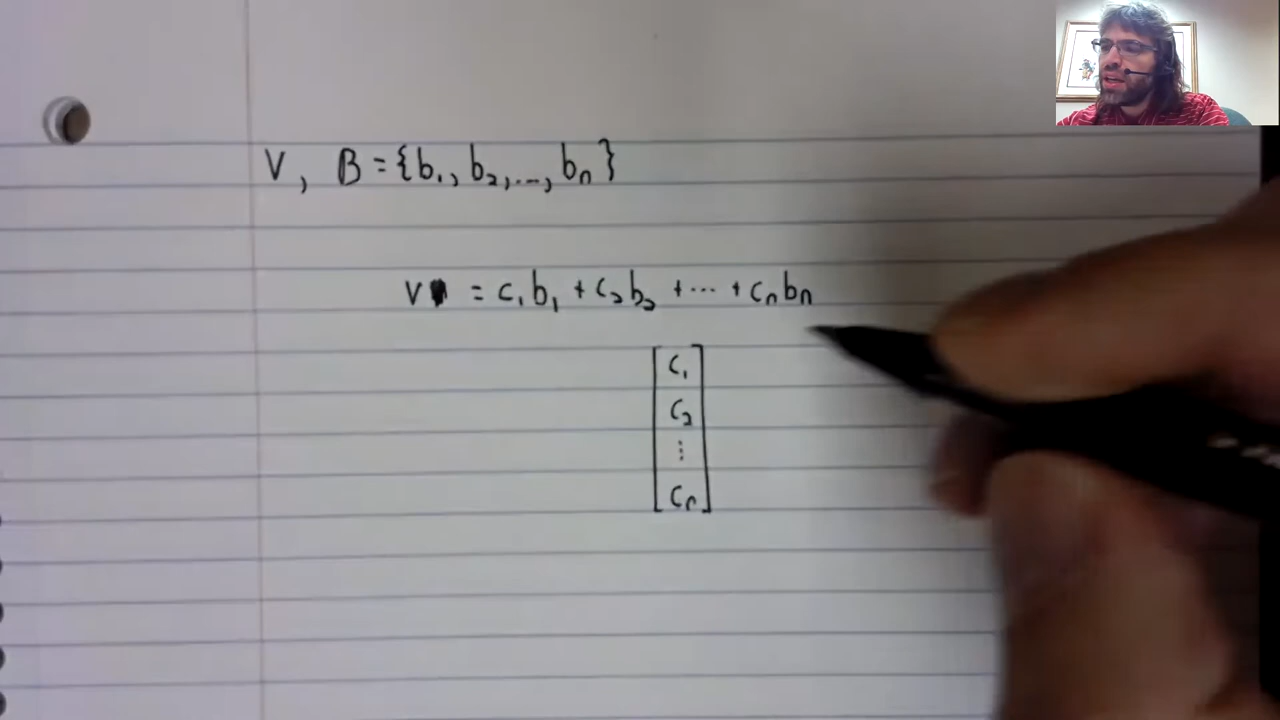 V, B = {b₁, b₂, ..., bₙ}
v = c₁b₁ + c₂b₂ + ··· + cₙbₙ
[c₁
c₂
⋮
cₙ]